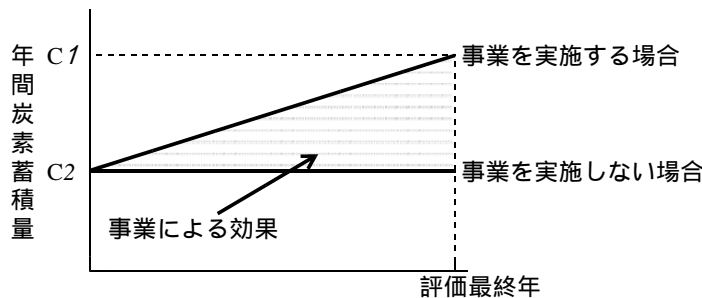 年間炭素蓄積量
C1
事業を実施する場合
C2
事業を実施しない場合
事業による効果
評価最終年